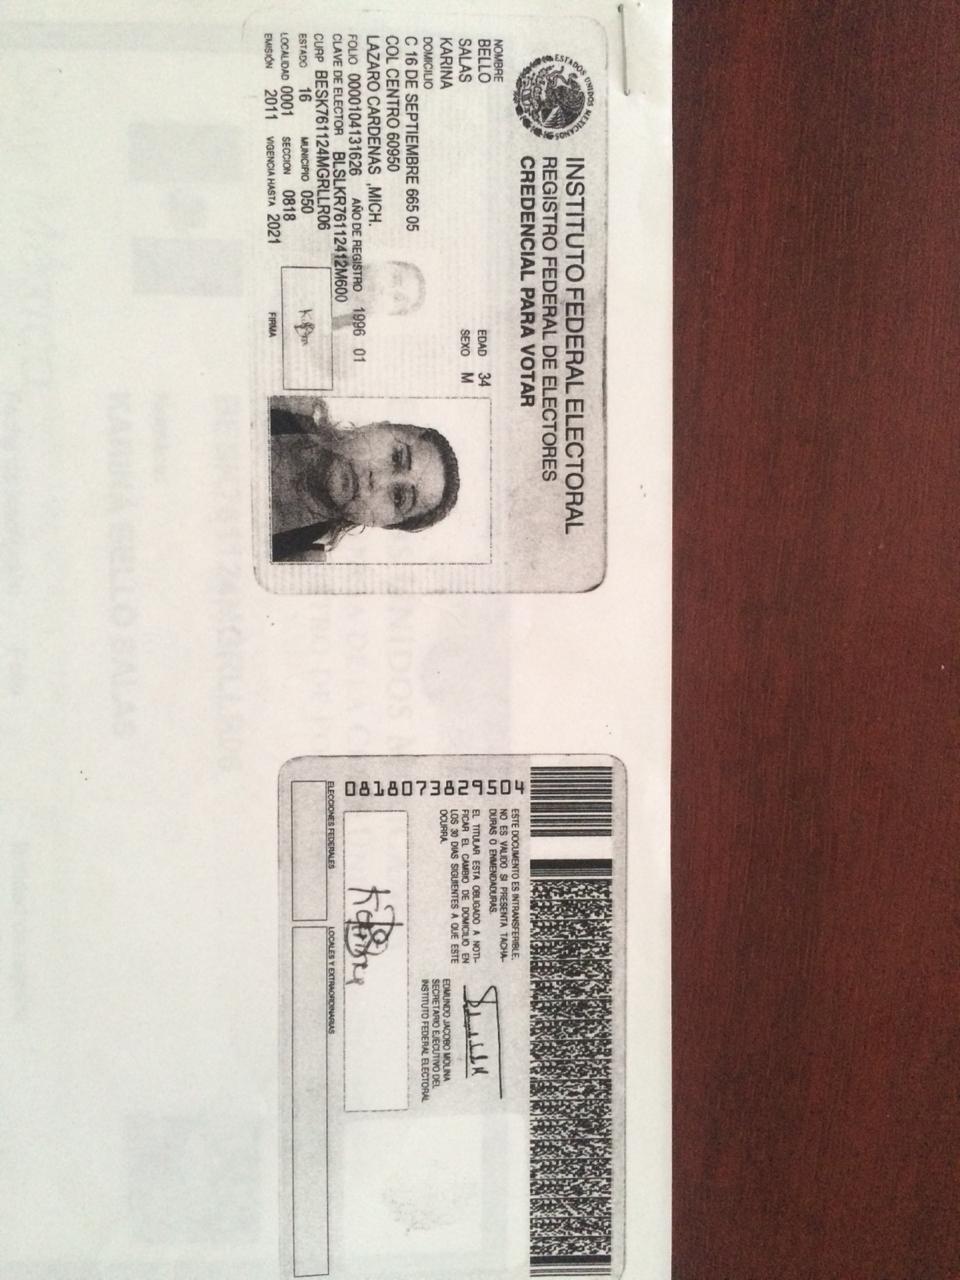 ESTADOS UNIDOS MEXICANOS
INSTITUTO FEDERAL ELECTORAL
REGISTRO FEDERAL DE ELECTORES
CREDENCIAL PARA VOTAR
NOMBRE
BELLO
SALAS
KARINA
EDAD 34
SEXO M
DOMICILIO
C 16 DE SEPTIEMBRE 665 05
COL CENTRO 60950
LAZARO CARDENAS ,MICH.
FOLIO 0000104131626 AÑO DE REGISTRO 1996 01
CLAVE DE ELECTOR BLSLKR76112412M600
CURP BESK761124MGRLLR06
ESTADO 16 MUNICIPIO 050
LOCALIDAD 0001 SECCION 0818
EMISIÓN 2011 VIGENCIA HASTA 2021
FIRMA
0818073829504
ESTE DOCUMENTO ES INTRANSFERIBLE.
NO ES VALIDO SI PRESENTA TACHA-
DURAS O ENMENDADURAS.
EL TITULAR ESTA OBLIGADO A NOTI-
FICAR EL CAMBIO DE DOMICILIO EN
LOS 30 DIAS SIGUIENTES A QUE ESTE
OCURRA.
EDMUNDO JACOBO MOLINA
SECRETARIO EJECUTIVO DEL
INSTITUTO FEDERAL ELECTORAL
ELECCIONES FEDERALES
LOCALES Y EXTRAORDINARIAS
BESK761124MGRLLR06
Nombre:
KARINA BELLO SALAS